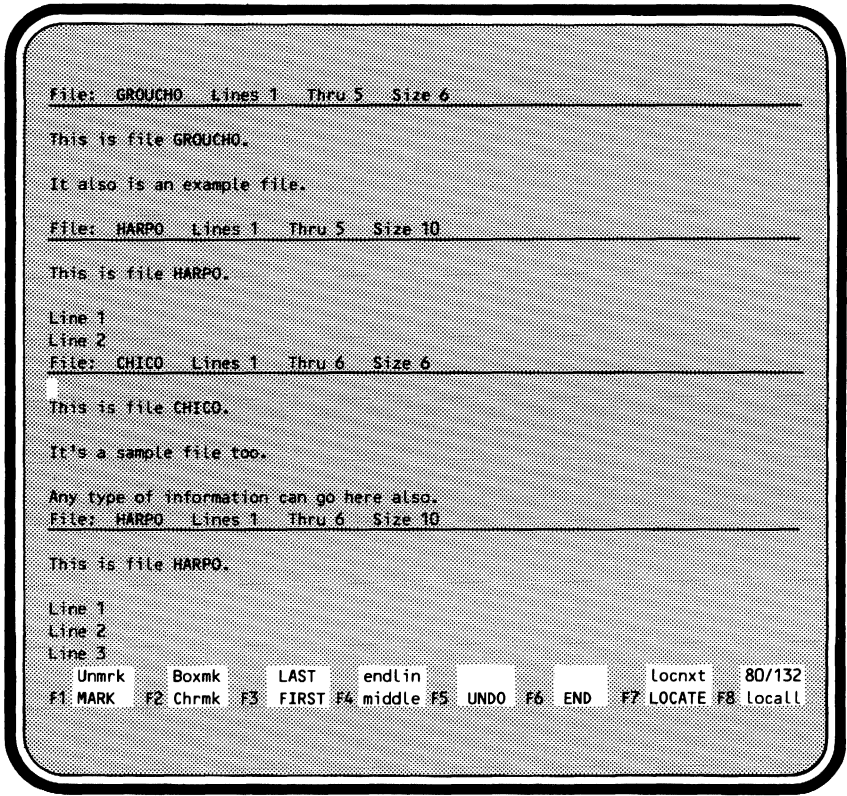 File: GROUCHO Lines 1 Thru 5 Size 6
This is file GROUCHO.
It also is an example file.
File: HARPO Lines 1 Thru 5 Size 10
This is file HARPO.
Line 1
Line 2
File: CHICO Lines 1 Thru 6 Size 6
This is file CHICO.
It's a sample file too.
Any type of information can go here also.
File: HARPO Lines 1 Thru 6 Size 10
This is file HARPO.
Line 1
Line 2
Line 3
Unmrk Boxmk LAST endlin locnxt 80/132
F1 MARK F2 Chrmk F3 FIRST F4 middle F5 UNDO F6 END F7 LOCATE F8 locall